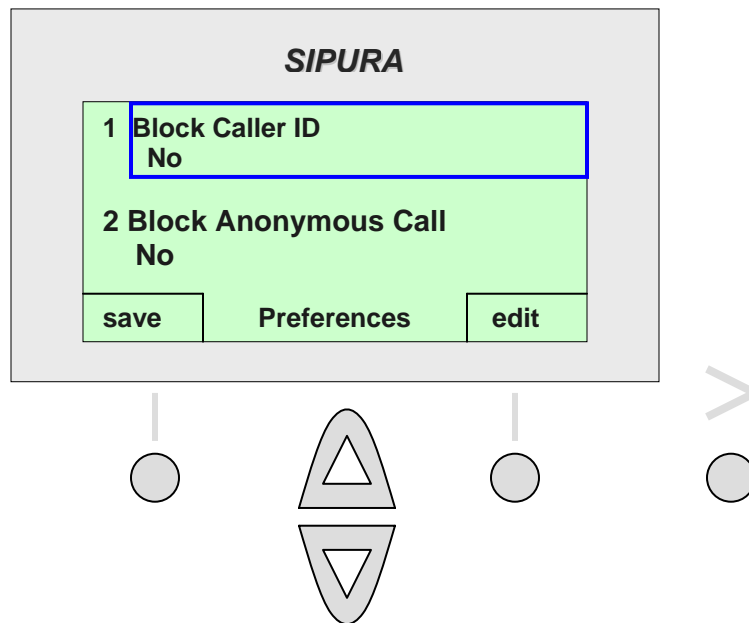 SIPURA
1 Block Caller ID
No
2 Block Anonymous Call
No
save Preferences edit
>